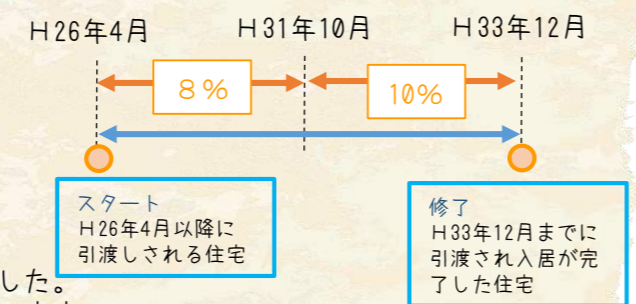 H26年4月 H31年10月 H33年12月
8% 10%
スタート
H26年4月以降に
引渡しされる住宅
修了
H33年12月までに
引渡され入居が完
了した住宅
した。